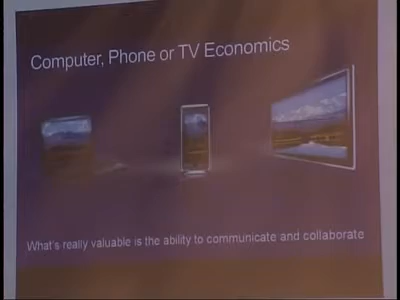 Computer, Phone or TV Economics
What's really valuable is the ability to communicate and collaborate